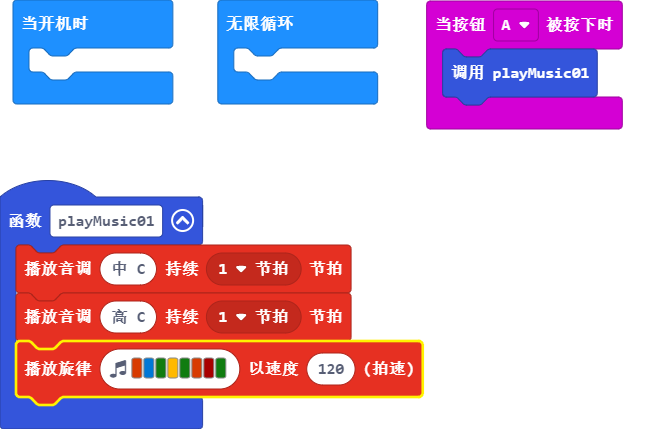 当开机时
无限循环
当按钮 A 被按下时
调用 playMusic01
函数 playMusic01
播放音调 中 C 持续 1 节拍 节拍
播放音调 高 C 持续 1 节拍 节拍
播放旋律 以速度 120 (拍速)